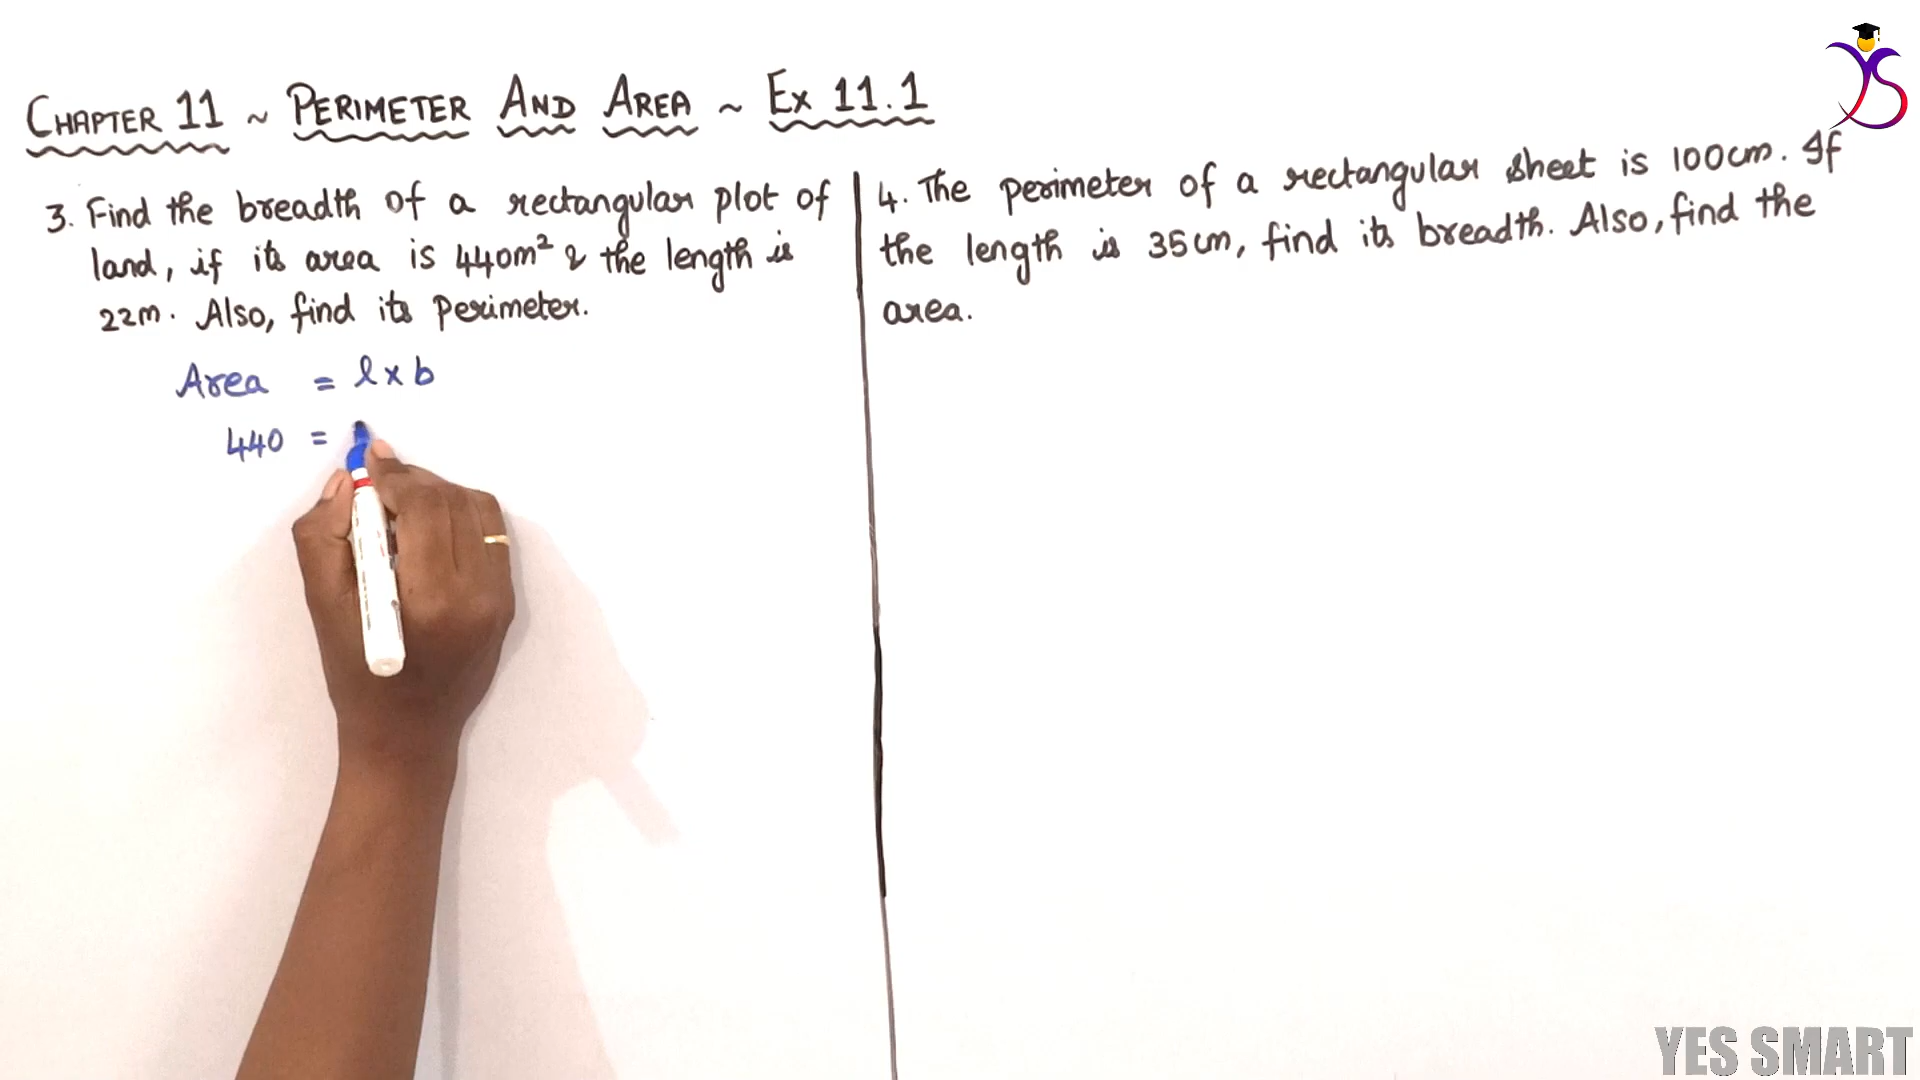 CHAPTER 11 ~ PERIMETER AND AREA ~ Ex 11.1
3. Find the breadth of a rectangular plot of
land, if its area is 440m² & the length is
22m. Also, find its perimeter.
Area = l x b
440 =
4. The perimeter of a rectangular sheet is 100cm. If
the length is 35cm, find its breadth. Also, find the
area.
YS
YES SMART